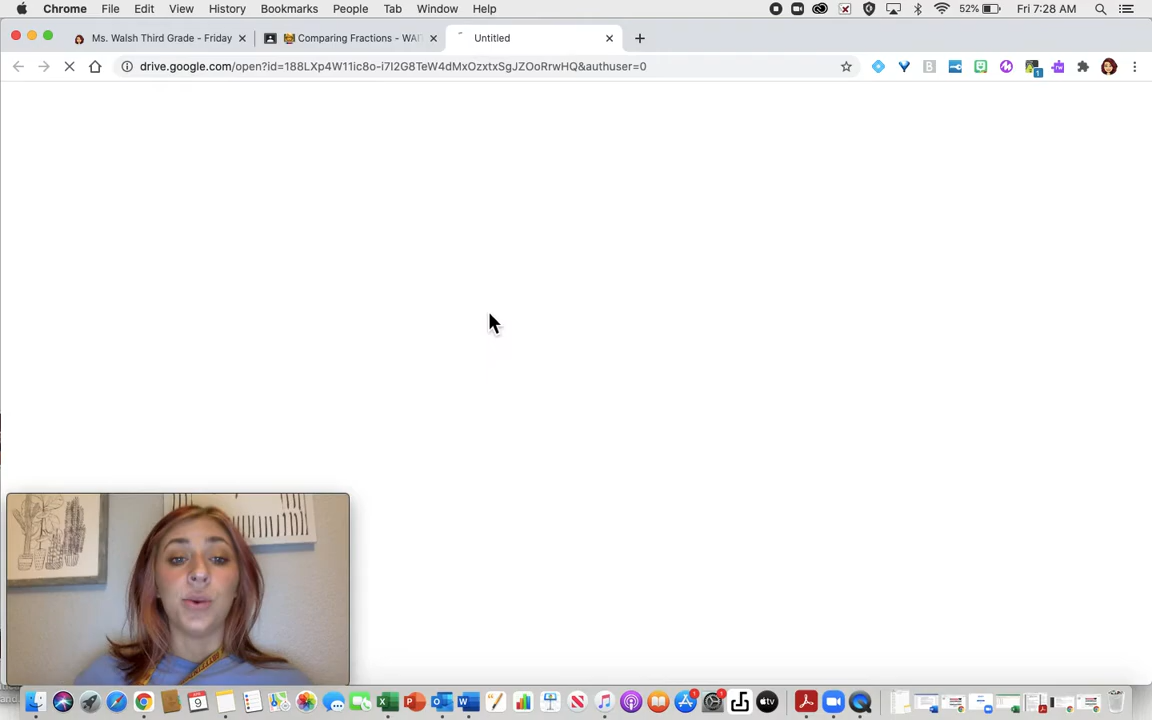 Chrome File Edit View History Bookmarks People Tab Window Help 52% Fri 7:28 AM
Ms. Walsh Third Grade - Friday
Comparing Fractions - WAI
Untitled
drive.google.com/open?id=188LXp4W11ic8o-i7I2G8TeW4dMxOzxtxSgJZOoRrwHQ&authuser=0